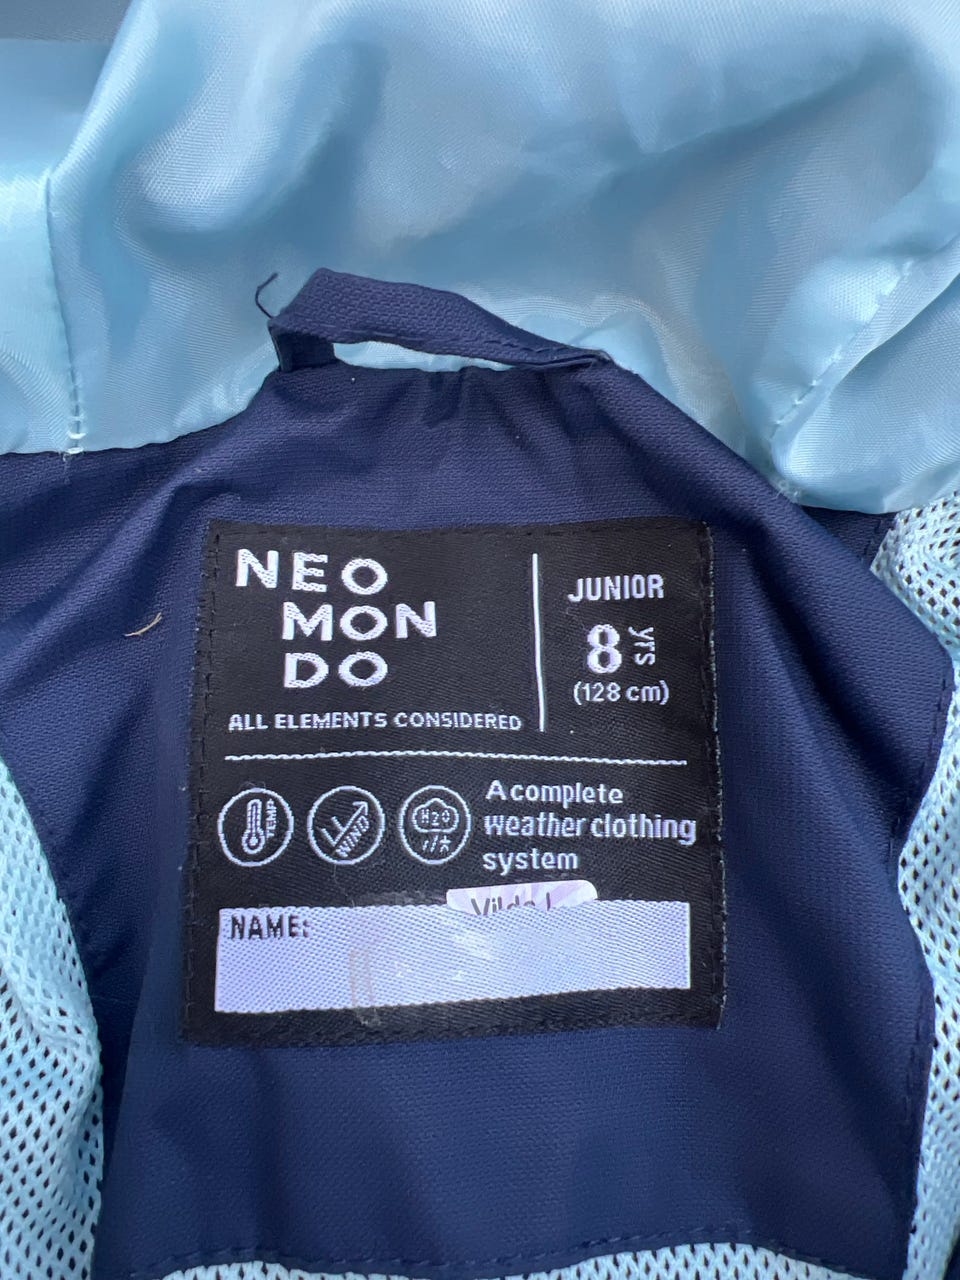 NEO
MON
DO
ALL ELEMENTS CONSIDERED
JUNIOR
8 yrs
(128 cm)
TEMP
WIND
H2O
A complete
weather clothing
system
NAME: